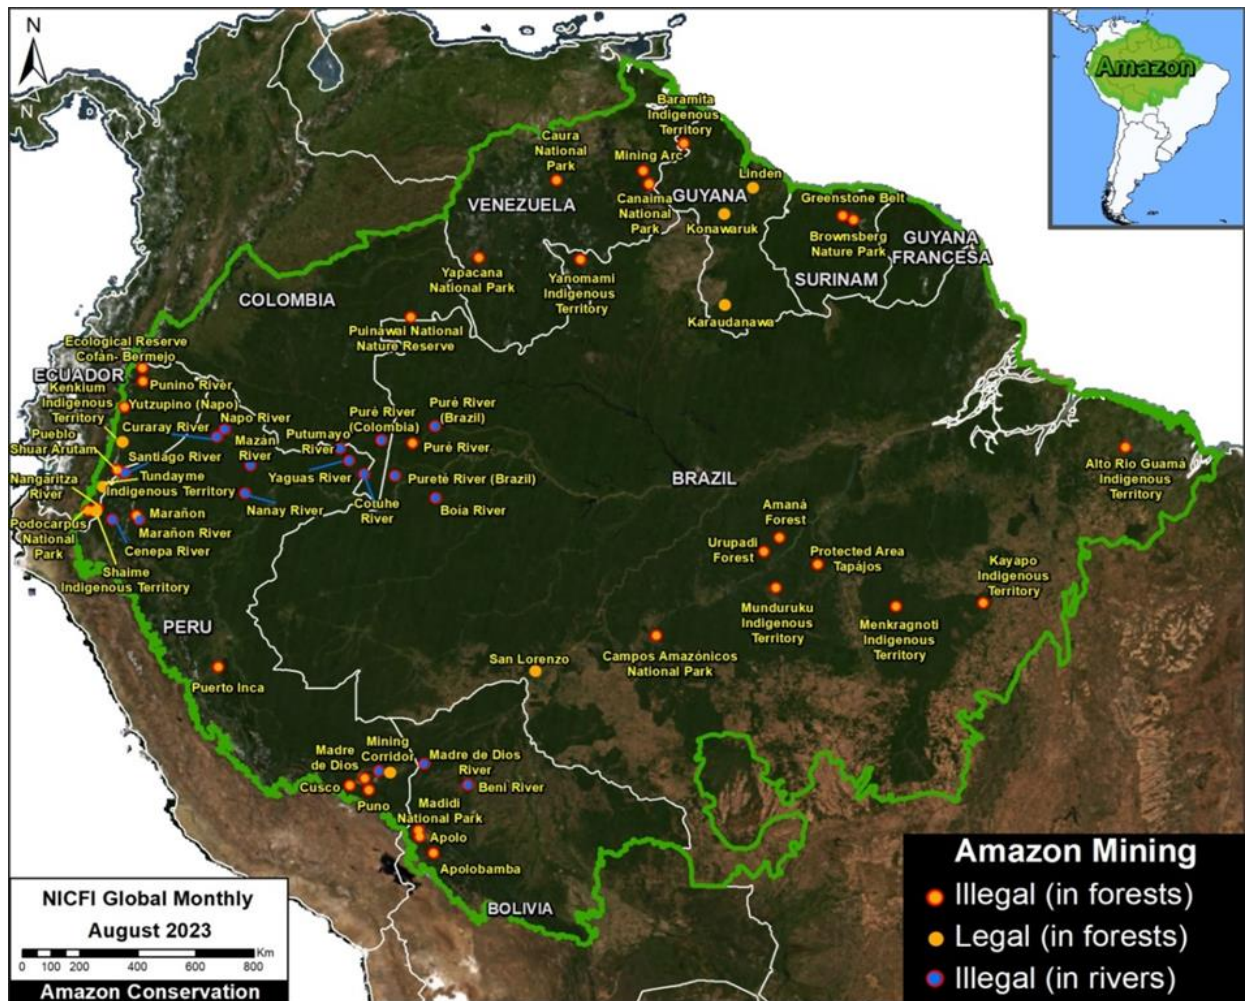 N
N
Amazon
Baramita
Indigenous
Territory
Caura
National
Park
Mining Arc
Linden
VENEZUELA
Canaima
National
Park
GUYANA
Konawaruk
Greenstone Belt
Brownsberg
Nature Park
GUYANA
FRANCESA
SURINAM
Yapacana
National Park
Yanomami
Indigenous
Territory
COLOMBIA
Karaudanawa
Puinawai National
Nature Reserve
Ecological Reserve
Cofán- Bermejo
ECUADOR
Punino River
Kenkium
Indigenous
Territory
Yutzupino (Napo)
Napo River
Curaray River
Pueblo
Shuar Arutam
Mazán
River
Putumayo
River
Puré River
(Colombia)
Puré River
(Brazil)
Puré River
Santiago River
Yaguas River
Pureté River (Brazil)
Nangaritza
River
Tundayme
Indigenous Territory
Nanay River
Cotuhe
River
Boia River
Podocarpus
National
Park
Marañon
Marañon River
Cenepa River
Shaime
Indigenous Territory
BRAZIL
Alto Rio Guamá
Indigenous
Territory
Amaná
Forest
Urupadi
Forest
Protected Area
Tapájos
Kayapo
Indigenous
Territory
Munduruku
Indigenous
Territory
Menkragnoti
Indigenous
Territory
PERU
Campos Amazónicos
National Park
San Lorenzo
Puerto Inca
Madre
de Dios
Mining
Corridor
Madre de Dios
River
Cusco
Puno
Beni River
Madidi
National Park
Apolo
Apolobamba
BOLIVIA
NICFI Global Monthly
August 2023
0 100 200 400 600 800 Km
Amazon Conservation
Amazon Mining
Illegal (in forests)
Legal (in forests)
Illegal (in rivers)